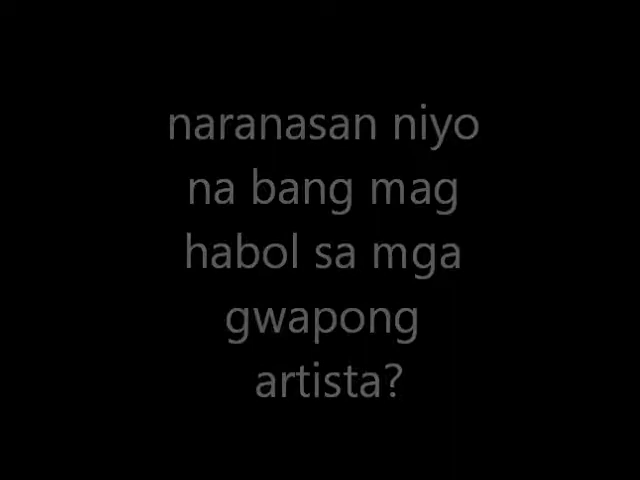 naranasan niyo
na bang mag
habol sa mga
gwapong
artista?